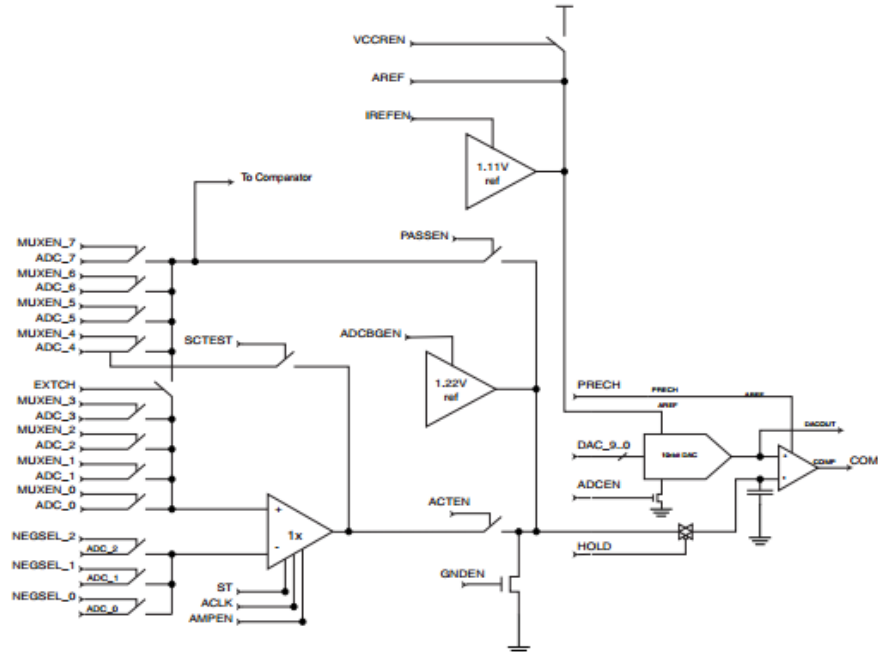 VCCREN
AREF
IREFEN
1.11V
ref
To Comparator
MUXEN_7
ADC_7
PASSEN
MUXEN_6
ADC_6
MUXEN_5
ADC_5
MUXEN_4
ADC_4
SCTEST
ADCBGEN
1.22V
ref
EXTCH
PRECH
PRECH
AREF
MUXEN_3
ADC_3
AREF
MUXEN_2
ADC_2
DAC_9..0
10-bit DAC
DACOUT
COMP
COM
MUXEN_1
ADC_1
ADCEN
MUXEN_0
ADC_0
ACTEN
+
-
+
1x
-
NEGSEL_2
ADC_2
HOLD
NEGSEL_1
ADC_1
GNDEN
ST
NEGSEL_0
ADC_0
ACLK
AMPEN